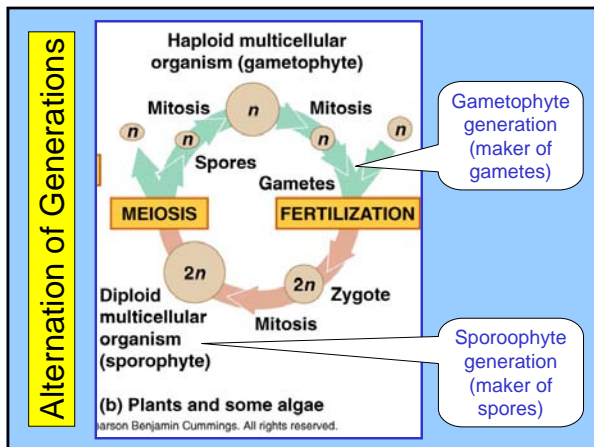 Alternation of Generations
Haploid multicellular
organism (gametophyte)
Mitosis
n
Mitosis
n
n
n
n
Spores
Gametes
MEIOSIS
FERTILIZATION
2n
2n
Zygote
Diploid
multicellular
organism
(sporophyte)
Mitosis
(b) Plants and some algae
arson Benjamin Cummings. All rights reserved.
Gametophyte
generation
(maker of
gametes)
Sporoophyte
generation
(maker of
spores)